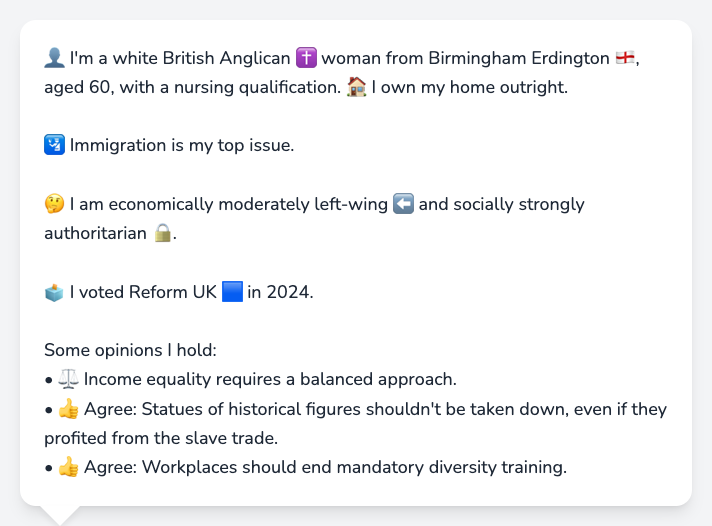 👤 I'm a white British Anglican ✝️ woman from Birmingham Erdington 🏴󠁧󠁢󠁥󠁮󠁧󠁿,
aged 60, with a nursing qualification. 🏠 I own my home outright.
🛂 Immigration is my top issue.
🤔 I am economically moderately left-wing ⬅️ and socially strongly
authoritarian 🔒.
🗳️ I voted Reform UK 🟦 in 2024.
Some opinions I hold:
• ⚖️ Income equality requires a balanced approach.
• 👍 Agree: Statues of historical figures shouldn't be taken down, even if they
profited from the slave trade.
• 👍 Agree: Workplaces should end mandatory diversity training.